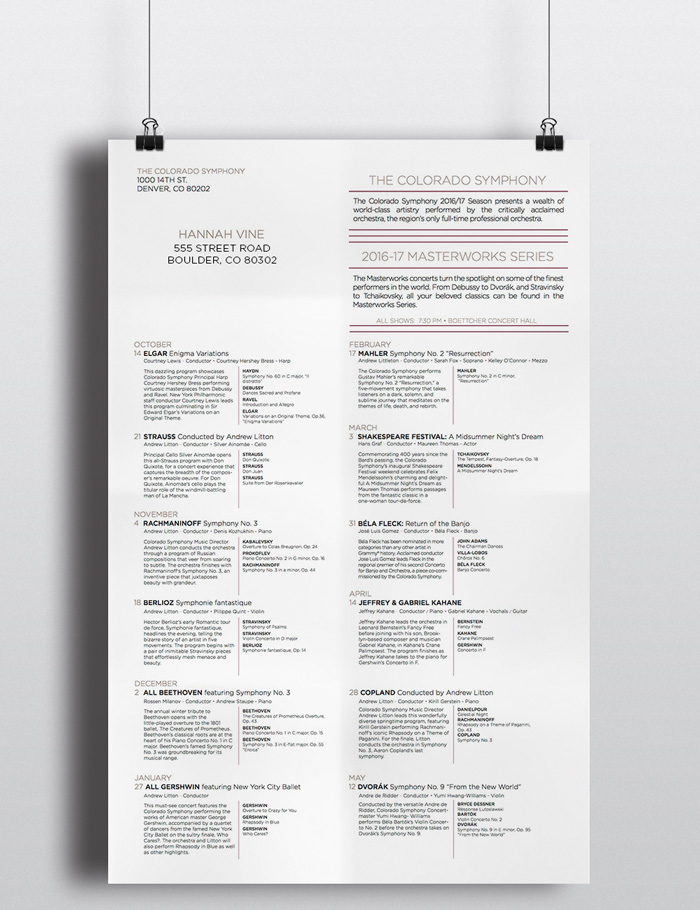 THE COLORADO SYMPHONY
1000 14TH ST.
DENVER, CO 80202
HANNAH VINE
555 STREET ROAD
BOULDER, CO 80302
THE COLORADO SYMPHONY
The Colorado Symphony 2016/17 Season presents a wealth of
world-class artistry performed by the critically acclaimed
orchestra, the region's only full-time professional orchestra.
2016-17 MASTERWORKS SERIES
The Masterworks concerts turn the spotlight on some of the finest
performers in the world. From Debussy to Dvorák, and Stravinsky
to Tchaikovsky, all your beloved classics can be found in the
Masterworks Series.
ALL SHOWS 7:30 PM • BOETTCHER CONCERT HALL
OCTOBER
14 ELGAR Enigma Variations
Courtney Lewis - Conductor • Courtney Hershey Bress - Harp
This dazzling program showcases
Colorado Symphony Principal Harp
Courtney Hershey Bress performing
virtuosic masterpieces from Debussy
and Ravel. New York Philharmonic
staff conductor Courtney Lewis leads
this program culminating in Sir
Edward Elgar's Variations on an
Original Theme.
HAYDN
Symphony No. 60 in C major, "Il
distratto"
DEBUSSY
Dances Sacred and Profane
RAVEL
Introduction and Allegro
ELGAR
Variations on an Original Theme, Op.36,
"Enigma Variations"
21 STRAUSS Conducted by Andrew Litton
Andrew Litton - Conductor • Silver Ainomäe - Cello
Principal Cello Silver Ainomäe opens
this all-Strauss program with Don
Quixote, for a concert experience that
captures the breadth of the compos-
er's remarkable oeuvre. For Don
Quixote, Ainomäe's cello plays the
titular role of the windmill-battling
man of La Mancha.
STRAUSS
Don Quixote
STRAUSS
Don Juan
STRAUSS
Suite from Der Rosenkavalier
NOVEMBER
4 RACHMANINOFF Symphony No. 3
Andrew Litton - Conductor • Denis Kozhukhin - Piano
Colorado Symphony Music Director
Andrew Litton conducts the orchestra
through a program of Russian
compositions that veer from soaring
to subtle. The orchestra finishes with
Rachmaninoff's Symphony No. 3, an
inventive piece that juxtaposes
beauty with grandeur.
KABALEVSKY
Overture to Colas Breugnon, Op. 24
PROKOFIEV
Piano Concerto No. 2 in G minor, Op. 16
RACHMANINOFF
Symphony No. 3 in a minor, Op. 44
18 BERLIOZ Symphonie fantastique
Andrew Litton - Conductor • Philippe Quint - Violin
Hector Berlioz's early Romantic tour
de force, Symphonie fantastique,
headlines the evening, telling the
bizarre story of an artist in five
movements. The program begins with
a pair of inimitable Stravinsky pieces
that effortlessly mesh menace and
beauty.
STRAVINSKY
Symphony of Psalms
STRAVINSKY
Violin Concerto in D major
BERLIOZ
Symphonie fantastique, Op. 14
DECEMBER
2 ALL BEETHOVEN featuring Symphony No. 3
Rossen Milanov - Conductor • Andrew Staupe - Piano
The annual winter tribute to
Beethoven opens with the
little-played overture to the 1801
ballet, The Creatures of Prometheus.
Beethoven's classical roots are at the
heart of his Piano Concerto No. 1 in C
major. Beethoven's famed Symphony
No. 3 was groundbreaking for its
musical range.
BEETHOVEN
The Creatures of Prometheus Overture,
Op. 43
BEETHOVEN
Piano Concerto No. 1 in C major, Op. 15
BEETHOVEN
Symphony No. 3 in E-flat major, Op. 55
"Eroica"
JANUARY
27 ALL GERSHWIN featuring New York City Ballet
Andrew Litton - Conductor
This must-see concert features the
Colorado Symphony performing the
works of American master George
Gershwin, accompanied by a quartet
of dancers from the famed New York
City Ballet on the sultry finale, Who
Cares?. The orchestra and Litton will
also perform Rhapsody in Blue as well
as other highlights.
GERSHWIN
Overture to Crazy for You
GERSHWIN
Rhapsody in Blue
GERSHWIN
Who Cares?
FEBRUARY
17 MAHLER Symphony No. 2 "Resurrection"
Andrew Littleton - Conductor • Sarah Fox - Soprano • Kelley O'Connor - Mezzo
The Colorado Symphony performs
Gustav Mahler's remarkable
Symphony No. 2 "Resurrection," a
five-movement symphony that takes
listeners on a dark, solemn, and
sublime journey that meditates on the
themes of life, death, and rebirth.
MAHLER
Symphony No. 2 in C minor,
"Resurrection"
MARCH
3 SHAKESPEARE FESTIVAL: A Midsummer Night's Dream
Hans Graf - Conductor • Maureen Thomas - Actor
Commemorating 400 years since the
Bard's passing, the Colorado
Symphony's inaugural Shakespeare
Festival weekend celebrates Felix
Mendelssohn's charming and delight-
ful A Midsummer Night's Dream as
Maureen Thomas performs passages
from the fantastic classic in a
one-woman tour-de-force.
TCHAIKOVSKY
The Tempest, Fantasy-Overture, Op. 18
MENDELSSOHN
A Midsummer Night's Dream
31 BÉLA FLECK: Return of the Banjo
José Luis Gomez - Conductor • Béla Fleck - Banjo
Béla Fleck has been nominated in more
categories than any other artist in
Grammy® history. Acclaimed conductor
José Luis Gomez leads Fleck in the
regional premier of his second Concerto
for Banjo and Orchestra, a piece co-com-
missioned by the Colorado Symphony.
JOHN ADAMS
The Chairman Dances
VILLA-LOBOS
Chôros No. 6
BÉLA FLECK
Banjo Concerto
APRIL
14 JEFFREY & GABRIEL KAHANE
Jeffrey Kahane - Conductor / Piano • Gabriel Kahane - Vochals / Guitar
Jeffrey Kahane leads the orchestra in
Leonard Bernstein's Fancy Free
before joining with his son, Brook-
lyn-based composer and musician
Gabriel Kahane, in Kahane's Crane
Palimpsest. The program finishes as
Jeffrey Kahane takes to the piano for
Gershwin's Concerto in F.
BERNSTEIN
Fancy Free
KAHANE
Crane Palimpsest
GERSHWIN
Concerto in F
28 COPLAND Conducted by Andrew Litton
Andrew Litton - Conductor • Kirill Gerstein - Piano
Colorado Symphony Music Director
Andrew Litton leads this wonderfully
diverse springtime program, featuring
Kirill Gerstein performing Rachmani-
noff's iconic Rhapsody on a Theme of
Paganini. For the finale, Litton
conducts the orchestra in Symphony
No. 3, Aaron Copland's last
symphony.
DANIELPOUR
Celestial Night
RACHMANINOFF
Rhapsody on a Theme of Paganini,
Op. 43
COPLAND
Symphony No. 3
MAY
12 DVORÁK Symphony No. 9 "From the New World"
Andre de Ridder - Conductor • Yumi Hwang-Williams - Violin
Conducted by the versatile Andre de
Ridder, Colorado Symphony Concert-
master Yumi Hwang- Williams
performs Béla Bartók's Violin Concer-
to No. 2 before the orchestra takes on
Dvorák's Symphony No. 9.
BRYCE DESSNER
Response Lutoslawski
BARTÓK
Violin Concerto No. 2
DVORÁK
Symphony No. 9 in E minor, Op. 95
"From the New World"